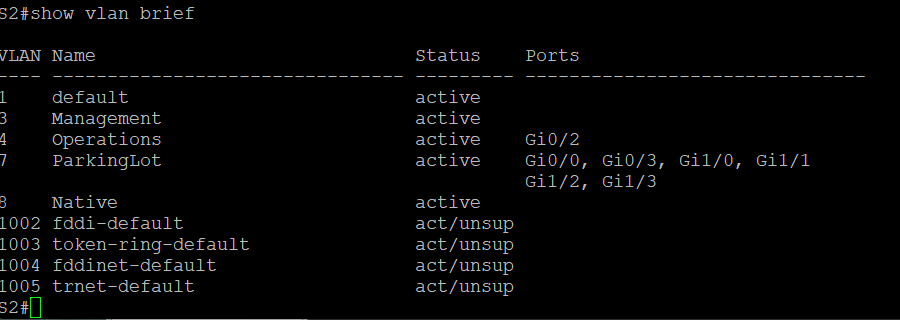 S2#show vlan brief
VLAN Name                             Status    Ports
---- -------------------------------- --------- -------------------------------
1    default                          active
3    Management                       active
4    Operations                       active    Gi0/2
7    ParkingLot                       active    Gi0/0, Gi0/3, Gi1/0, Gi1/1
                                                Gi1/2, Gi1/3
8    Native                           active
1002 fddi-default                     act/unsup
1003 token-ring-default               act/unsup
1004 fddinet-default                  act/unsup
1005 trnet-default                    act/unsup
S2#